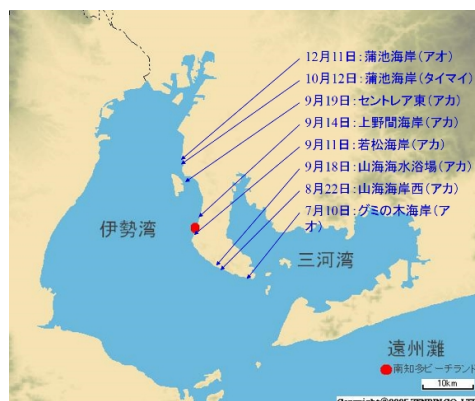 12月11日：蒲池海岸（アオ）
10月12日：蒲池海岸（タイマイ）
9月19日：セントレア東（アカ）
9月14日：上野間海岸（アカ）
9月11日：若松海岸（アカ）
9月18日：山海海水浴場（アカ）
8月22日：山海海岸西（アカ）
7月10日：グミの木海岸（ア
オ）
伊勢湾
三河湾
遠州灘
南知多ビーチランド
10km